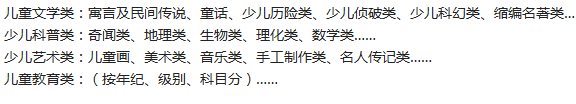 儿童文学类：寓言及民间传说、童话、少儿历险类、少儿侦破类、少儿科幻类、缩编名著类...
少儿科普类：奇闻类、地理类、生物类、理化类、数学类......
少儿艺术类：儿童画、美术类、音乐类、手工制作类、名人传记类......
儿童教育类：（按年纪、级别、科目分）......